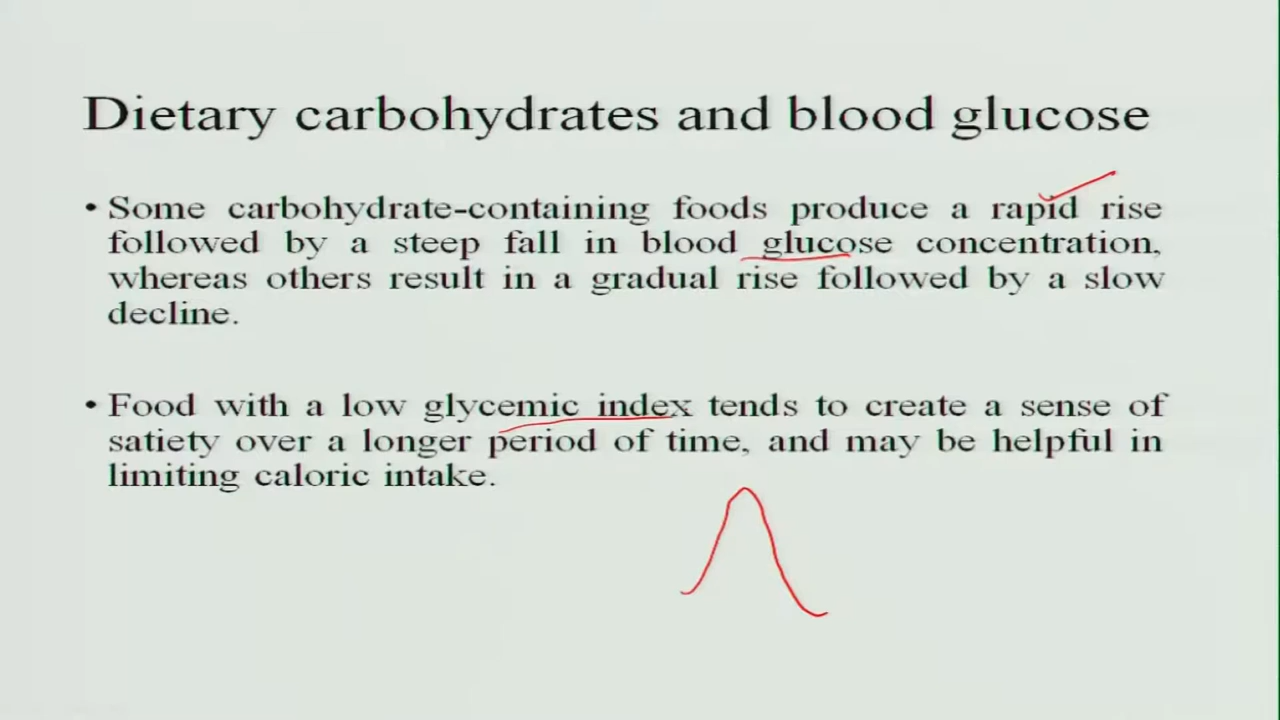 Dietary carbohydrates and blood glucose
• Some carbohydrate-containing foods produce a rapid rise
followed by a steep fall in blood glucose concentration,
whereas others result in a gradual rise followed by a slow
decline.
• Food with a low glycemic index tends to create a sense of
satiety over a longer period of time, and may be helpful in
limiting caloric intake.